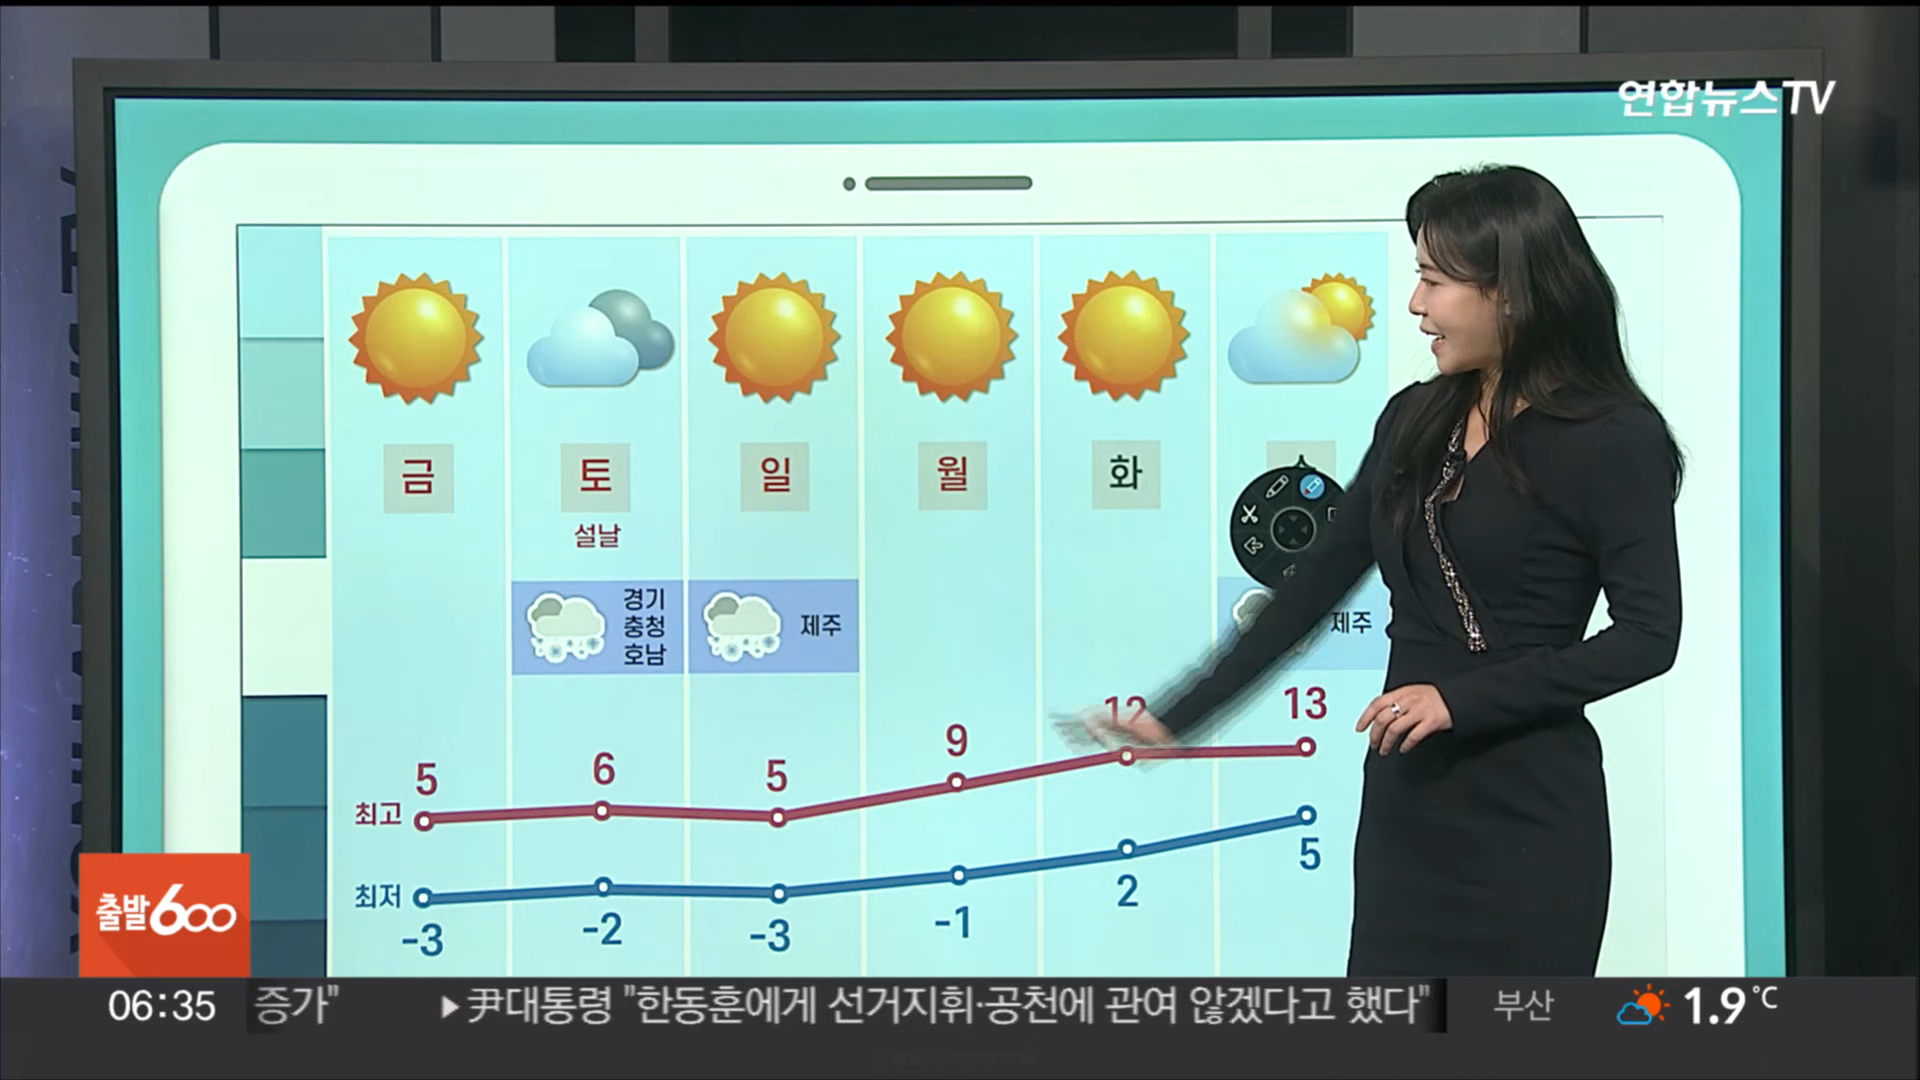 연합뉴스TV
금
토
일
월
화
설날
경기
충청
호남
제주
제주
5
6
5
9
12
13
최고
최저
-3
-2
-3
-1
2
5
출발600
06:35
증가"
▶尹대통령 "한동훈에게 선거지휘·공천에 관여 않겠다고 했다"
부산
1.9℃